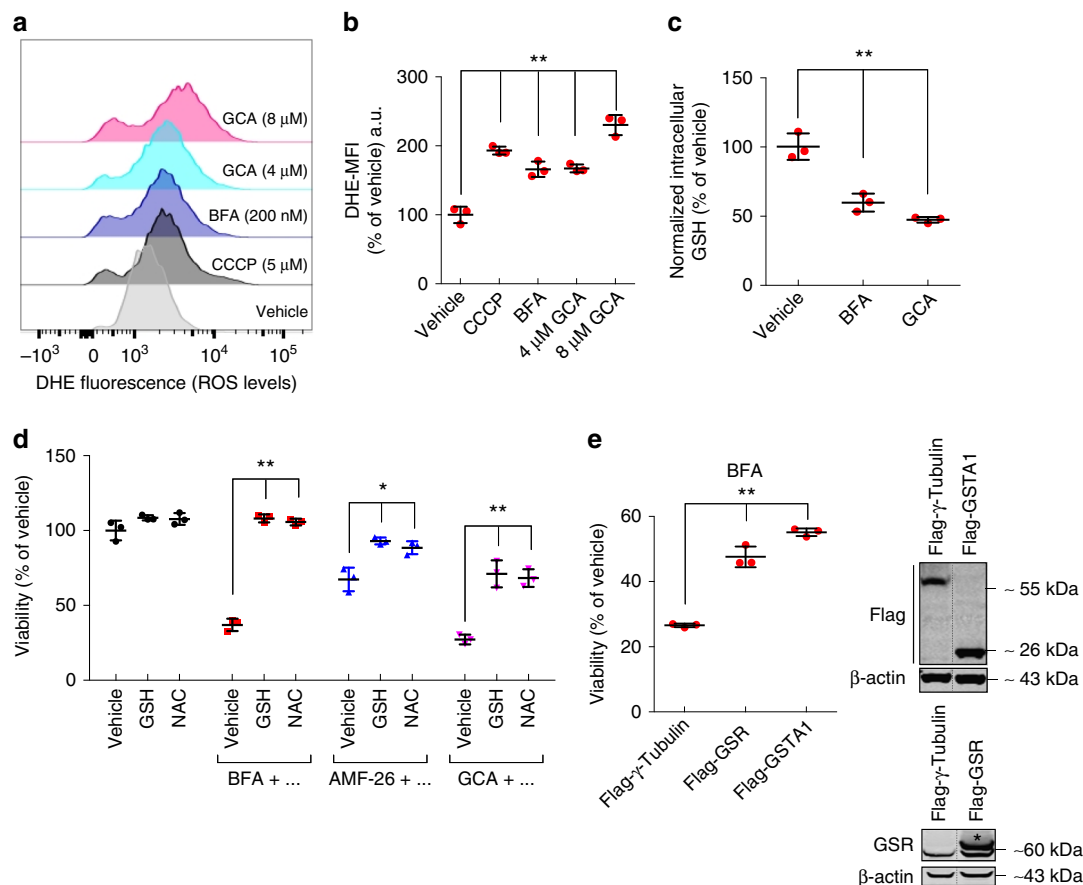 a
GCA (8 μM)
GCA (4 μM)
BFA (200 nM)
CCCP (5 μM)
Vehicle
–10³ 0 10³ 10⁴ 10⁵
DHE fluorescence (ROS levels)
b
**
DHE-MFI
(% of vehicle) a.u.
300
200
100
0
Vehicle
CCCP
BFA
4 μM GCA
8 μM GCA
c
**
Normalized intracellular
GSH (% of vehicle)
150
100
50
0
Vehicle
BFA
GCA
d
Viability (% of vehicle)
150
100
50
0
**
*
**
Vehicle
GSH
NAC
Vehicle
GSH
NAC
Vehicle
GSH
NAC
Vehicle
GSH
NAC
BFA + ...
AMF-26 + ...
GCA + ...
e
BFA
**
Viability (% of vehicle)
60
40
20
0
Flag-γ-Tubulin
Flag-GSR
Flag-GSTA1
Flag-γ-Tubulin
Flag-GSTA1
Flag
~ 55 kDa
~ 26 kDa
β-actin
~ 43 kDa
Flag-γ-Tubulin
Flag-GSR
GSR
*
~60 kDa
β-actin
~43 kDa